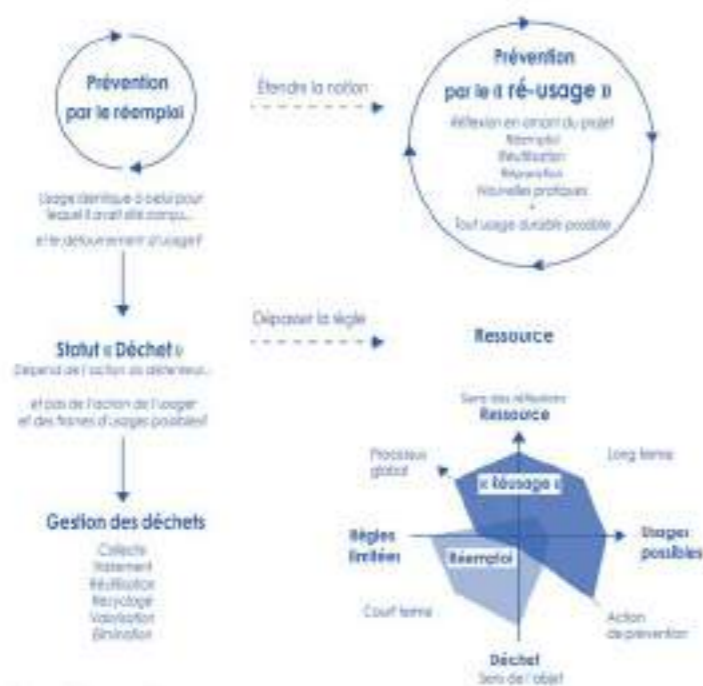 Prévention
par le réemploi
Étendre la notion
Prévention
par le « ré-usage »
Réflexion en amont du projet
Réemploi
Réutilisation
Réparation
Nouvelles pratiques
+
Tout usage durable possible
Usage identique à celui pour
lequel il avait été conçu...
et le détournement d'usage?
Dépasser la règle
Statut « Déchet »
Dépend de l'action du détenteur...
et pas de l'action de l'usager
et des formes d'usages possibles?
Ressource
Gestion des déchets
Collecte
Traitement
Réutilisation
Recyclage
Valorisation
Élimination
Sens des réflexions
Ressource
Processus
global
Long terme
« Réusage »
Règles
limitées
Réemploi
Usages
possibles
Court terme
Action
de prévention
Déchet
Sens de l'objet